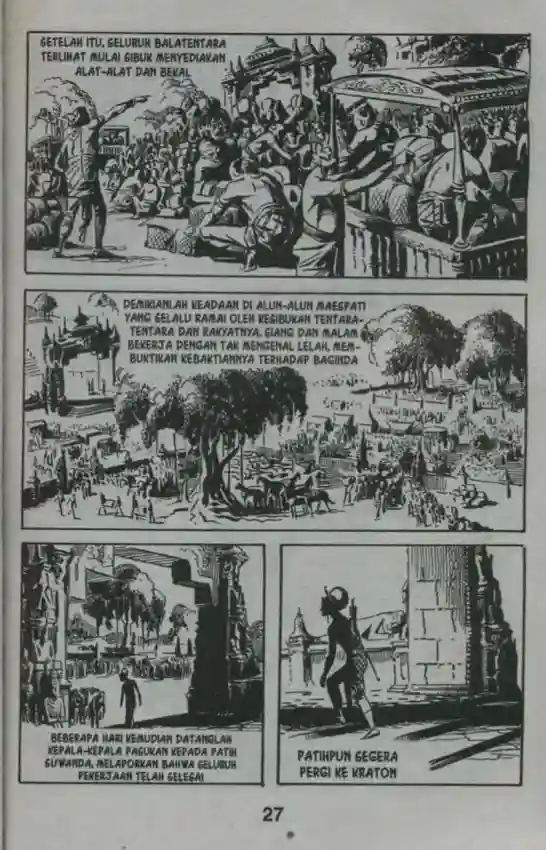 SETELAH ITU, SELURUH BALATENTARA
TERLIHAT MULAI SIBUK MENYEDIAKAN
ALAT-ALAT DAN BEKAL
DEMIKIANLAH KEADAAN DI ALUN-ALUN MAESPATI
YANG SELALU RAMAI OLEH KESIBUKAN TENTARA-
TENTARA DAN RAKYATNYA. SIANG DAN MALAM
BEKERJA DENGAN TAK MENGENAL LELAH, MEM-
BUKTIKAN KEBAKTIANNYA TERHADAP BAGINDA
BEBERAPA HARI KEMUDIAN DATANGLAH
KEPALA-KEPALA PASUKAN KEPADA PATIH
SUWANDA, MELAPORKAN BAHWA SELURUH
PEKERJAAN TELAH SELESAI
PATIHPUN SEGERA
PERGI KE KRATON
27